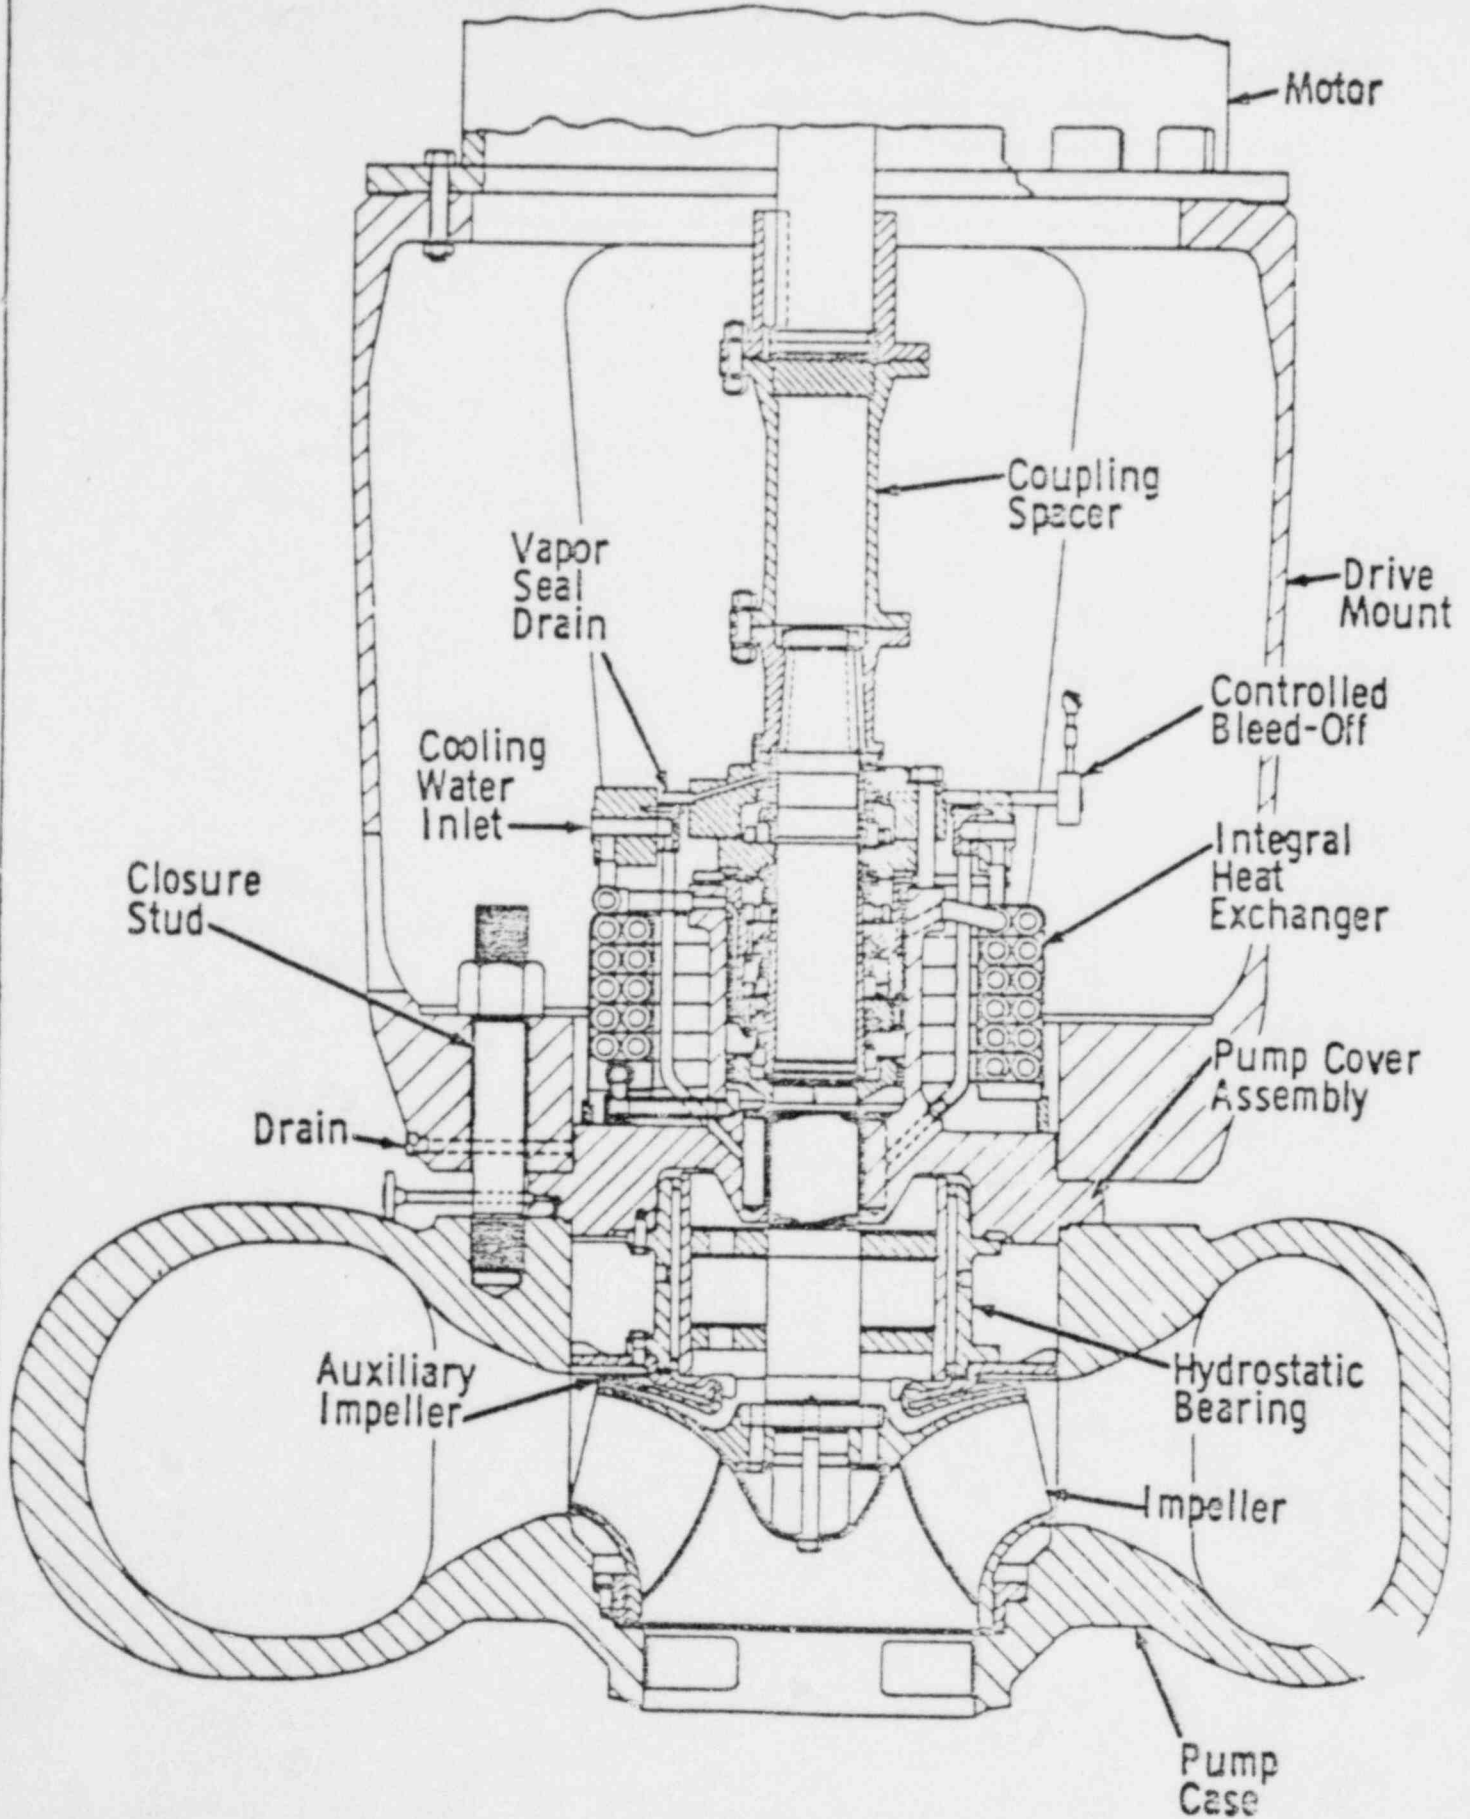 Motor
Coupling
Spacer
Vapor
Seal
Drain
Drive
Mount
Controlled
Bleed-Off
Cooling
Water
Inlet
Integral
Heat
Exchanger
Closure
Stud
Pump Cover
Assembly
Drain
Auxiliary
Impeller
Hydrostatic
Bearing
Impeller
Pump
Case